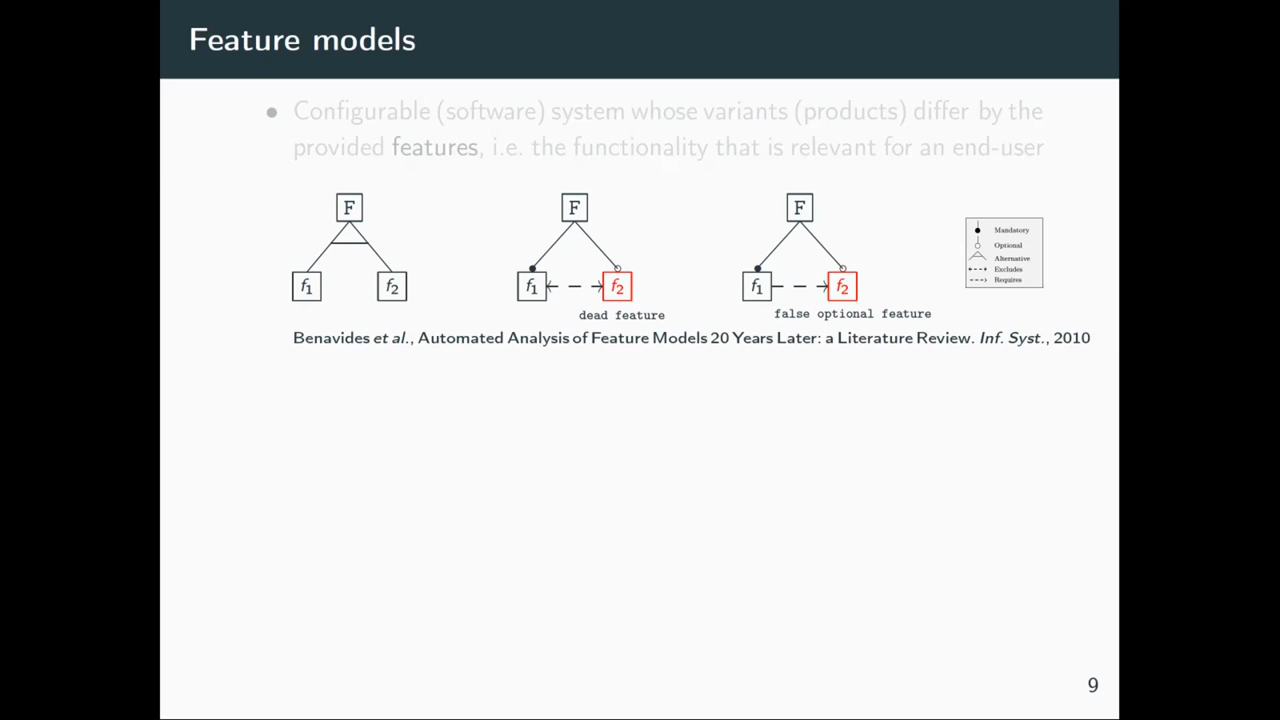 Feature models
• Configurable (software) system whose variants (products) differ by the
provided features, i.e. the functionality that is relevant for an end-user
F F F
f1 f2 f1 f2 f1 f2
Mandatory
Optional
Alternative
Excludes
Requires
dead feature
false optional feature
Benavides et al., Automated Analysis of Feature Models 20 Years Later: a Literature Review. Inf. Syst., 2010
9